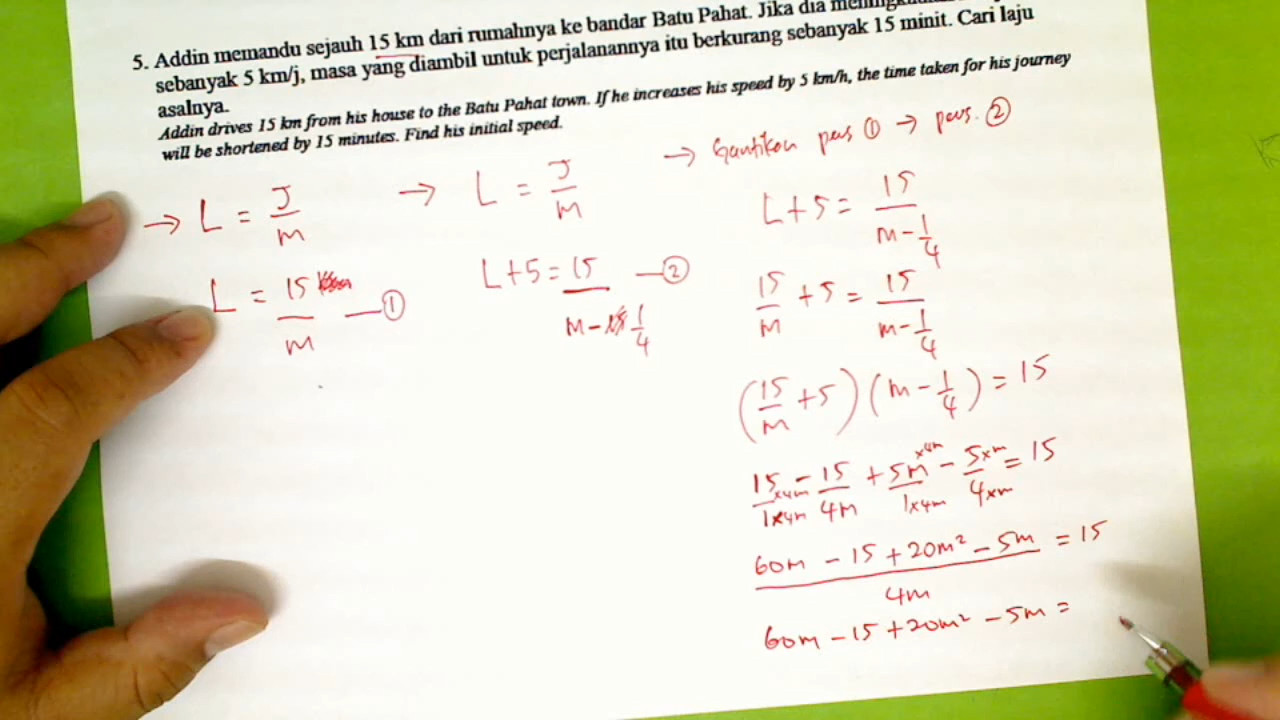 5. Addin memandu sejauh 15 km dari rumahnya ke bandar Batu Pahat. Jika dia
sebanyak 5 km/j, masa yang diambil untuk perjalanannya itu berkurang sebanyak 15 minit. Cari laju
asalnya.
Addin drives 15 km from his house to the Batu Pahat town. If he increases his speed by 5 km/h, the time taken for his journey
will be shortened by 15 minutes. Find his initial speed.
→ L = J/m
L = 15/m —①
→ L = J/m
L+5 = 15/(m - 1/4) —②
→ Gantikan pers ① → pers. ②
L+5 = 15/(m - 1/4)
15/m + 5 = 15/(m - 1/4)
(15/m + 5)(m - 1/4) = 15
15 ×4m/1×4m - 15/4m + 5m ×4m/1×4m - 5×m/4×m = 15
(60m - 15 + 20m² - 5m)/4m = 15
60m - 15 + 20m² - 5m =